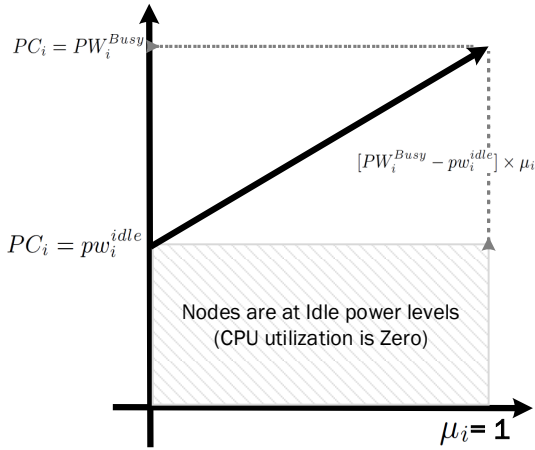 PC_i = PW_i^{Busy}
[PW_i^{Busy} - pw_i^{idle}] × μ_i
PC_i = pw_i^{idle}
Nodes are at Idle power levels
(CPU utilization is Zero)
μ_i = 1